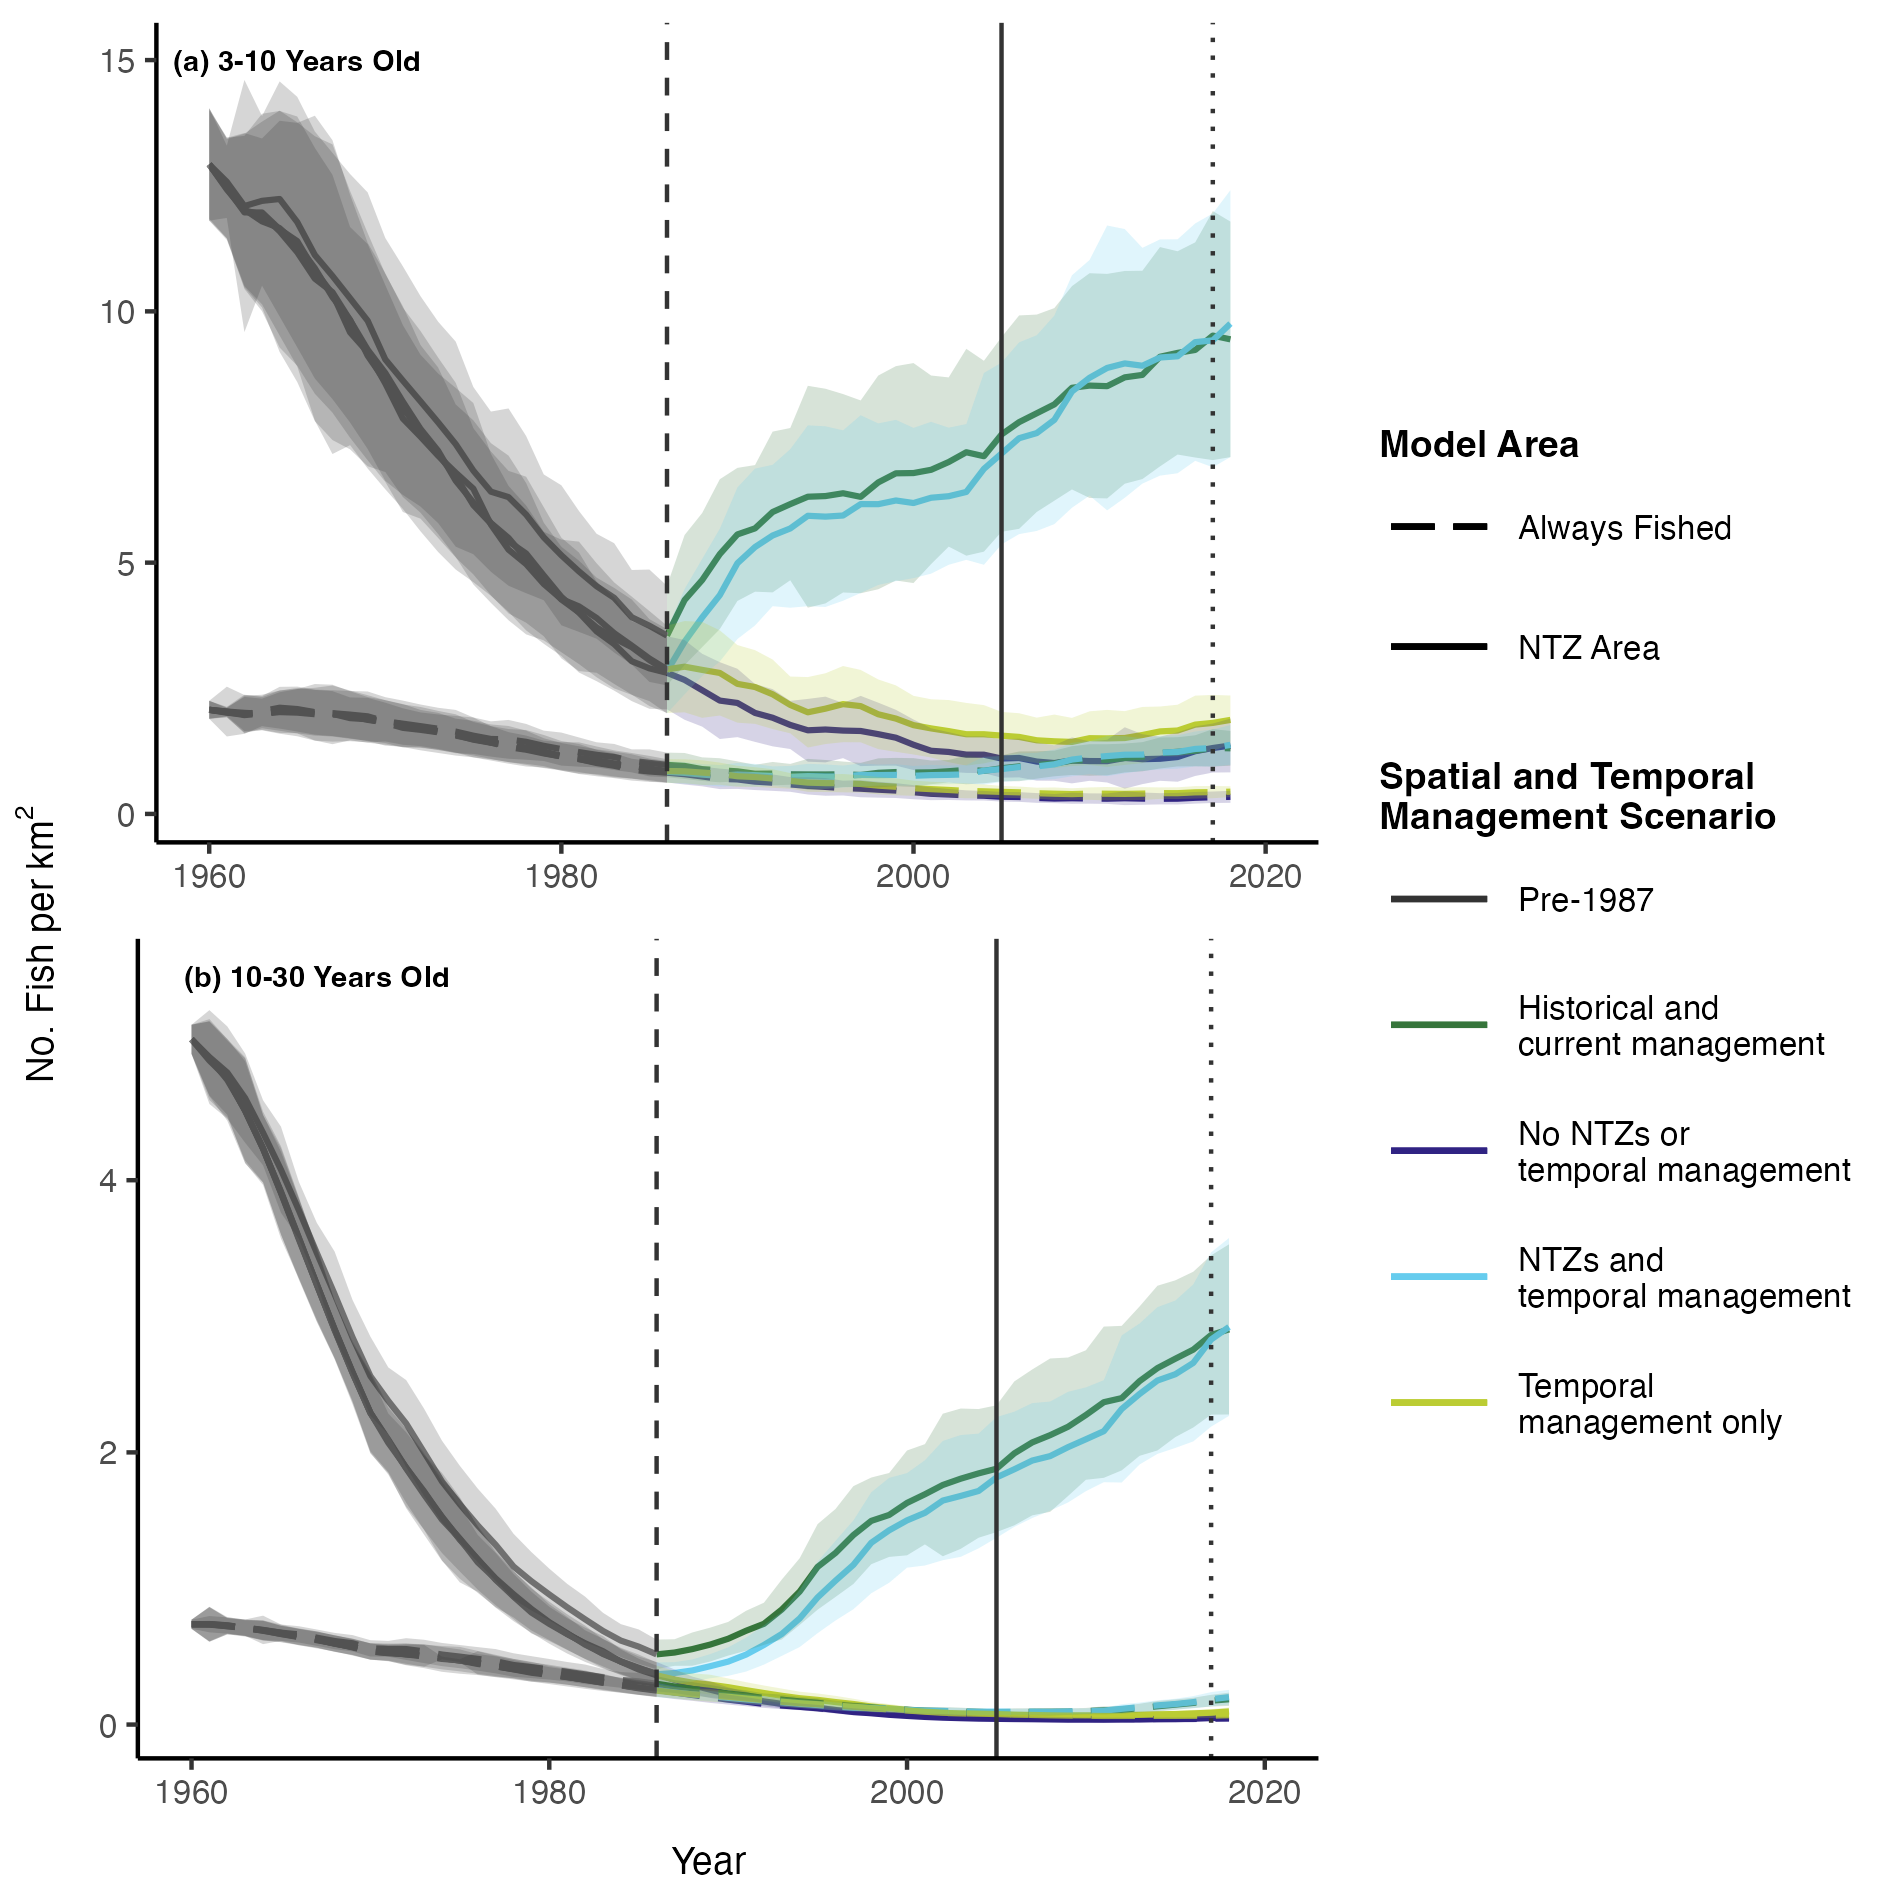 (a) 3-10 Years Old
15
10
5
0
1960
1980
2000
2020
No. Fish per km²
(b) 10-30 Years Old
4
2
0
1960
1980
2000
2020
Year
Model Area
Always Fished
NTZ Area
Spatial and Temporal
Management Scenario
Pre-1987
Historical and
current management
No NTZs or
temporal management
NTZs and
temporal management
Temporal
management only